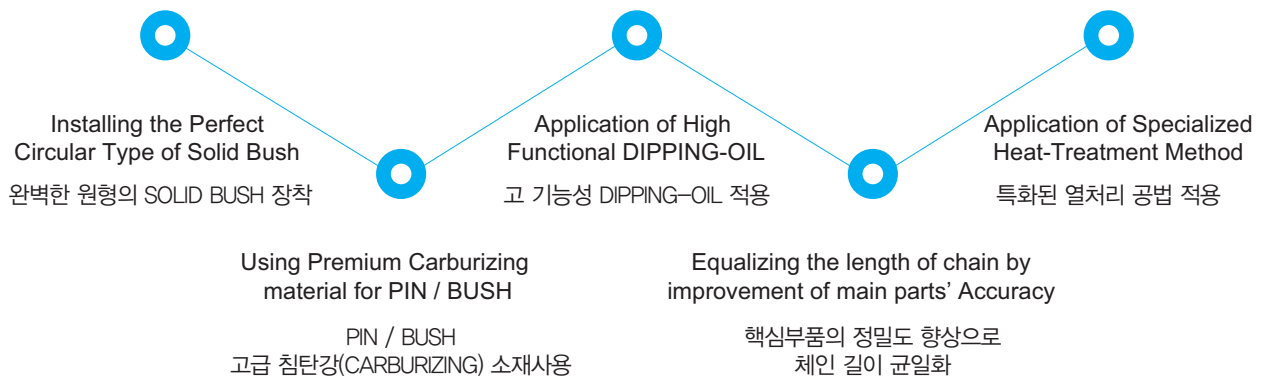 Installing the Perfect
Circular Type of Solid Bush
완벽한 원형의 SOLID BUSH 장착
Using Premium Carburizing
material for PIN / BUSH
PIN / BUSH
고급 침탄강(CARBURIZING) 소재사용
Application of High
Functional DIPPING-OIL
고 기능성 DIPPING-OIL 적용
Equalizing the length of chain by
improvement of main parts’ Accuracy
핵심부품의 정밀도 향상으로
체인 길이 균일화
Application of Specialized
Heat-Treatment Method
특화된 열처리 공법 적용